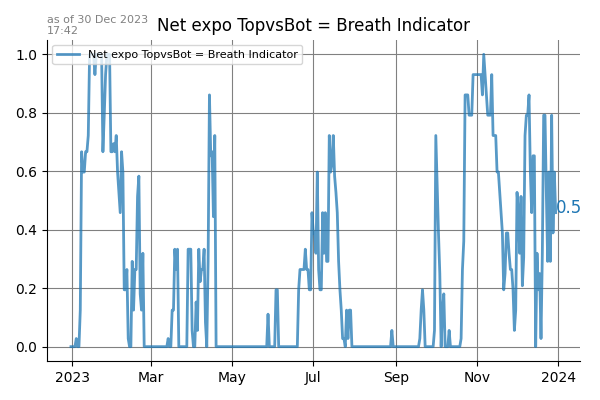 as of 30 Dec 2023
17:42
Net expo TopvsBot = Breath Indicator
Net expo TopvsBot = Breath Indicator
1.0
0.8
0.6
0.4
0.2
0.0
0.5
2023 Mar May Jul Sep Nov 2024